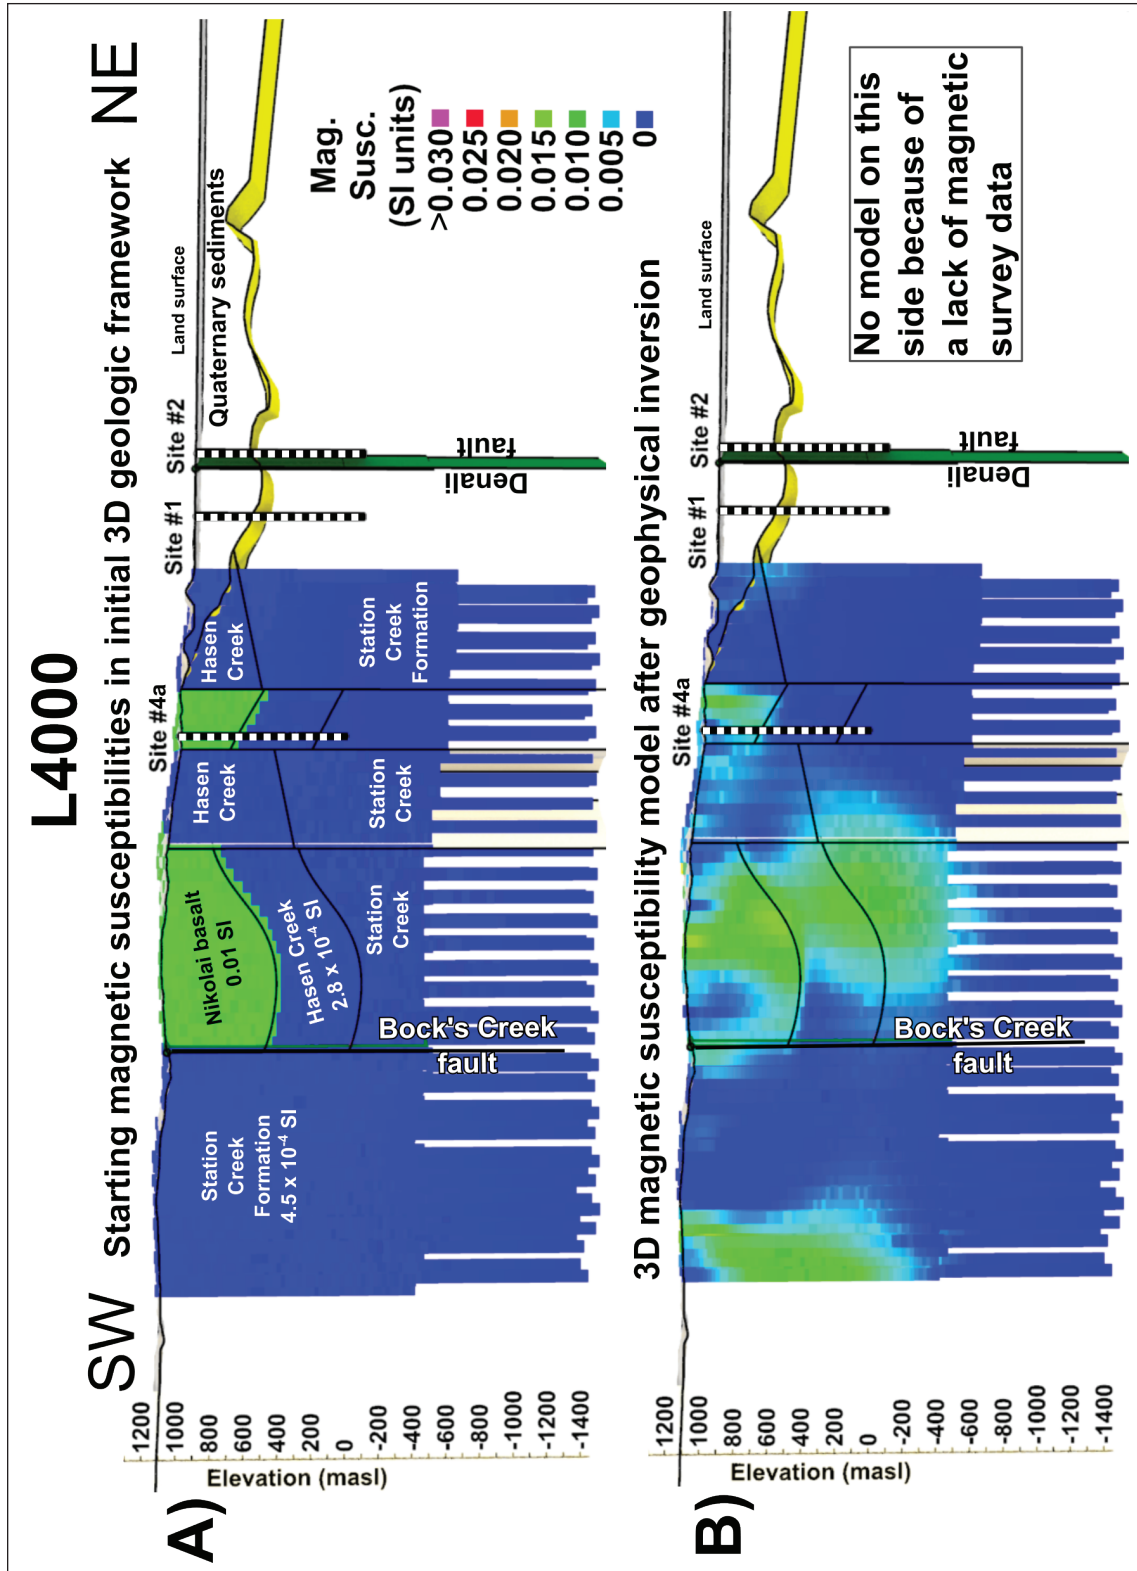 L4000
SW
Starting magnetic susceptibilities in initial 3D geologic framework
NE
A)
1200
1000
800
600
400
200
0
-200
-400
-600
-800
-1000
-1200
-1400
Elevation (masl)
Station
Creek
Formation
4.5 x 10⁻⁴ SI
Bock's Creek
fault
Nikolai basalt
0.01 SI
Hasen Creek
2.8 x 10⁻⁴ SI
Station
Creek
Hasen
Creek
Station
Creek
Site #4a
Hasen
Creek
Station
Creek
Formation
Site #1
Site #2
Denali
fault
Land surface
Quaternary sediments
Mag.
Susc.
(SI units)
>0.030
0.025
0.020
0.015
0.010
0.005
0
B)
3D magnetic susceptibility model after geophysical inversion
1200
1000
800
600
400
200
0
-200
-400
-600
-800
-1000
-1200
-1400
Elevation (masl)
Bock's Creek
fault
Site #4a
Site #1
Site #2
Denali
fault
Land surface
No model on this
side because of
a lack of magnetic
survey data